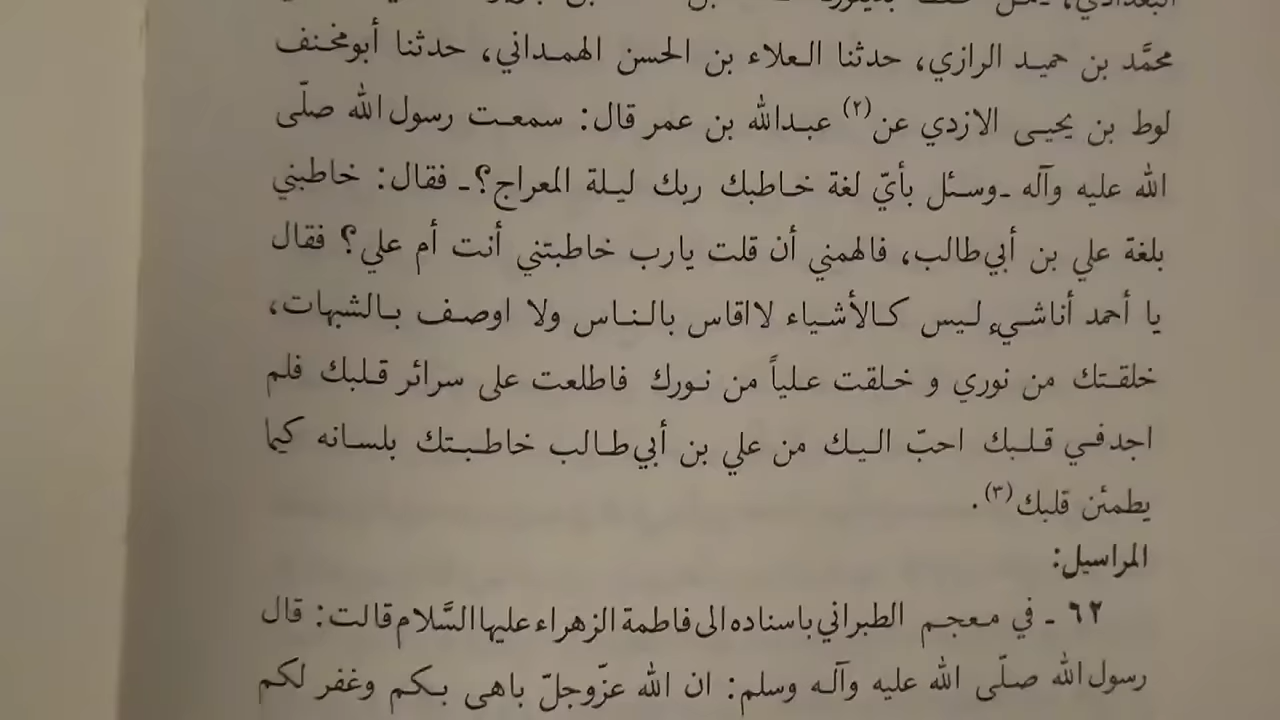 محمَّد بن حميد الرازي، حدثنا العلاء بن الحسن الهمداني، حدثنا أبومخنف
لوط بن يحيى الازدي عن(٢) عبدالله بن عمر قال: سمعت رسول الله صلّى
الله عليه وآله ـ وسئل بأيّ لغة خاطبك ربك ليلة المعراج؟ ـ فقال: خاطبني
بلغة علي بن أبي طالب، فالهمني أن قلت يارب خاطبتني أنت أم علي؟ فقال
يا أحمد أناشيء ليس كالأشياء لااقاس بالناس ولا اوصف بالشبهات،
خلقتك من نوري و خلقت علياً من نورك فاطلعت على سرائر قلبك فلم
اجدفي قلبك احبّ اليك من علي بن أبي طالب خاطبتك بلسانه كيما
يطمئن قلبك(٣).
المراسيل:
٦٢ ـ في معجم الطبراني باسناده الى فاطمة الزهراء عليها السَّلام قالت: قال
رسول الله صلّى الله عليه وآله وسلم: ان الله عزّوجلّ باهى بكم وغفر لكم